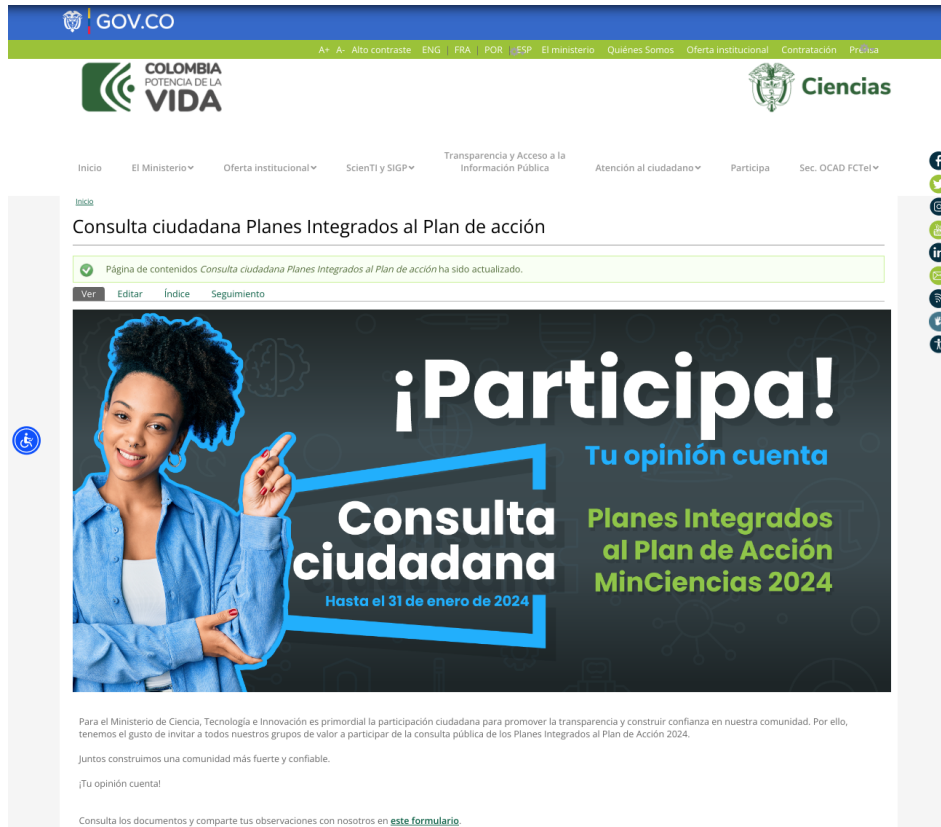 GOV.CO
A+ A- Alto contraste ENG | FRA | POR | ESP El ministerio Quiénes Somos Oferta institucional Contratación Prensa
COLOMBIA
POTENCIA DE LA
VIDA
Ciencias
Inicio El Ministerio Oferta institucional ScienTI y SIGP Transparencia y Acceso a la Información Pública Atención al ciudadano Participa Sec. OCAD FCTeI
Inicio
Consulta ciudadana Planes Integrados al Plan de acción
Página de contenidos Consulta ciudadana Planes Integrados al Plan de acción ha sido actualizado.
Ver Editar Índice Seguimiento
¡Participa!
Tu opinión cuenta
Consulta
ciudadana
Hasta el 31 de enero de 2024
Planes Integrados
al Plan de Acción
MinCiencias 2024
Para el Ministerio de Ciencia, Tecnología e Innovación es primordial la participación ciudadana para promover la transparencia y construir confianza en nuestra comunidad. Por ello,
tenemos el gusto de invitar a todos nuestros grupos de valor a participar de la consulta pública de los Planes Integrados al Plan de Acción 2024.
Juntos construimos una comunidad más fuerte y confiable.
¡Tu opinión cuenta!
Consulta los documentos y comparte tus observaciones con nosotros en este formulario.